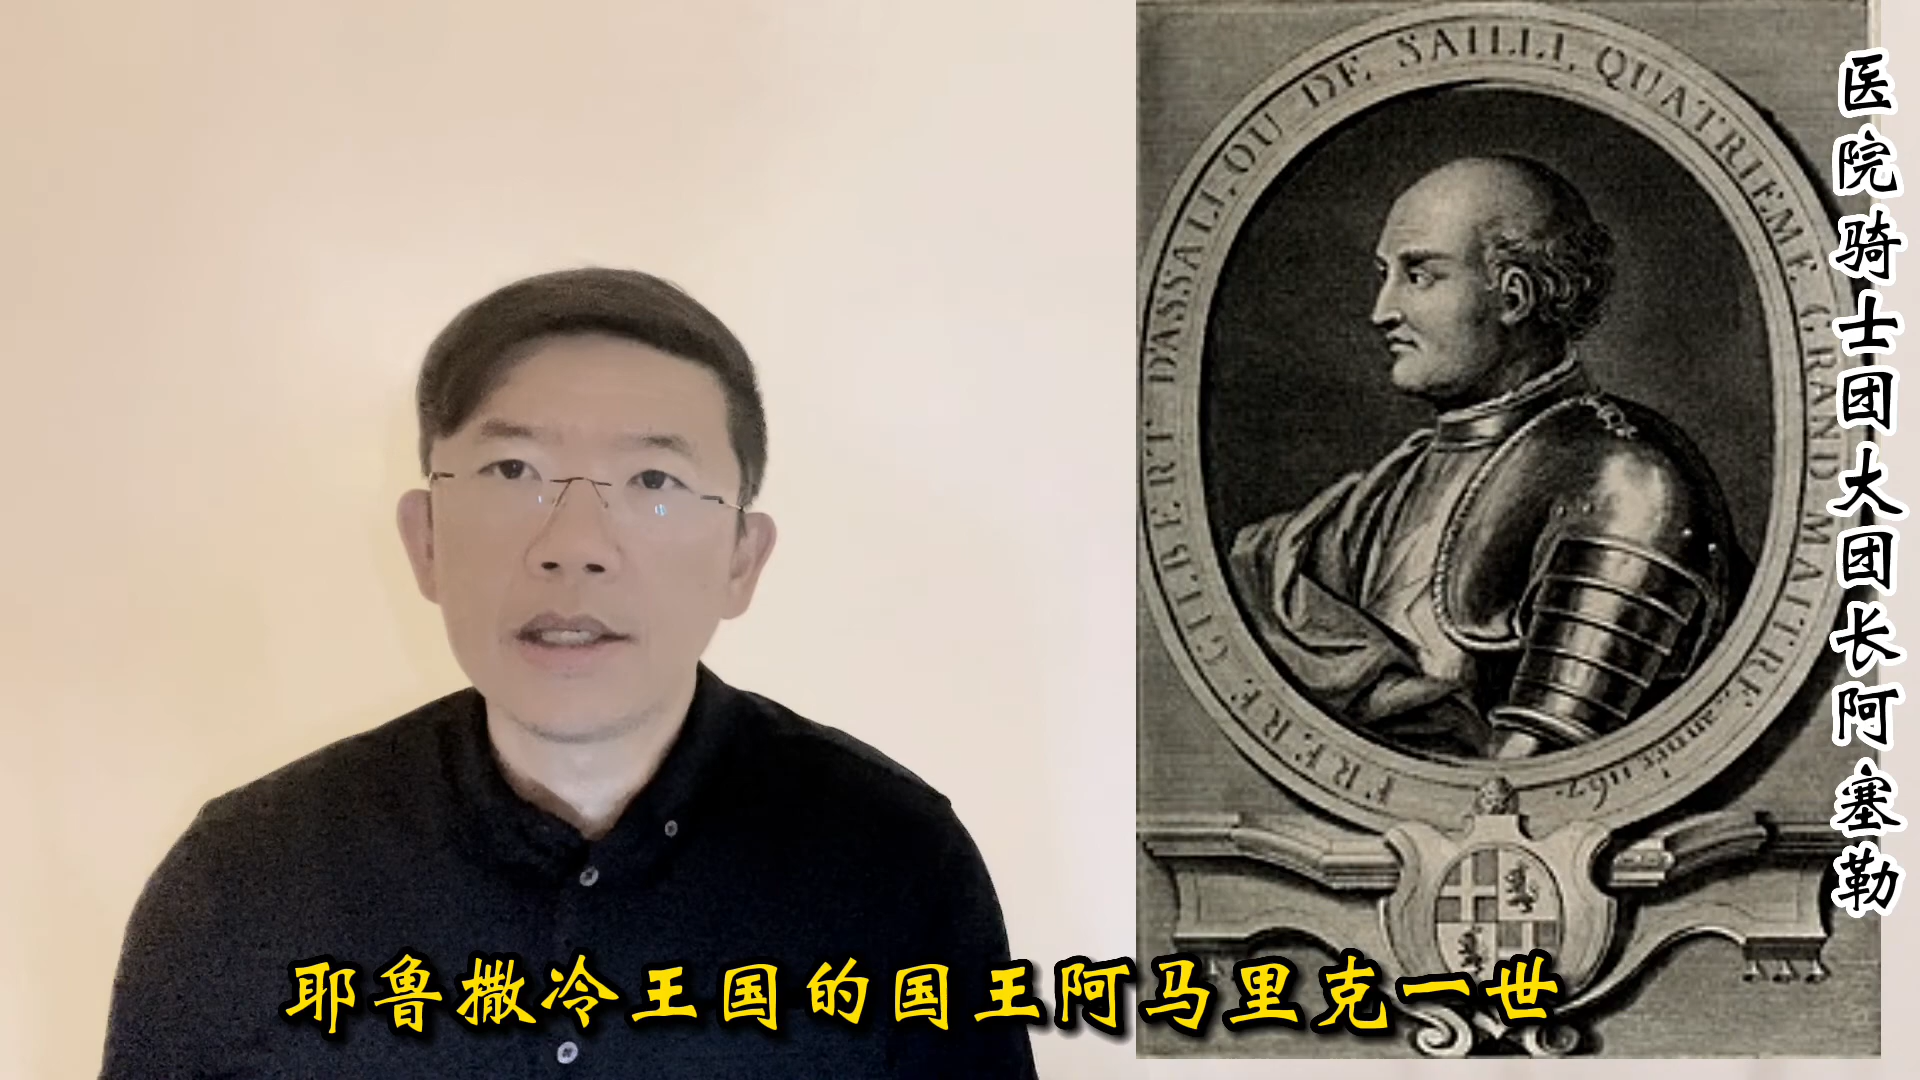 FRERE GILBERT D'ASSALI, OU DE SAILLI, QUATRIEME GRAND MAITRE,
医院骑士团大团长阿塞勒
耶鲁撒冷王国的国王阿马里克一世